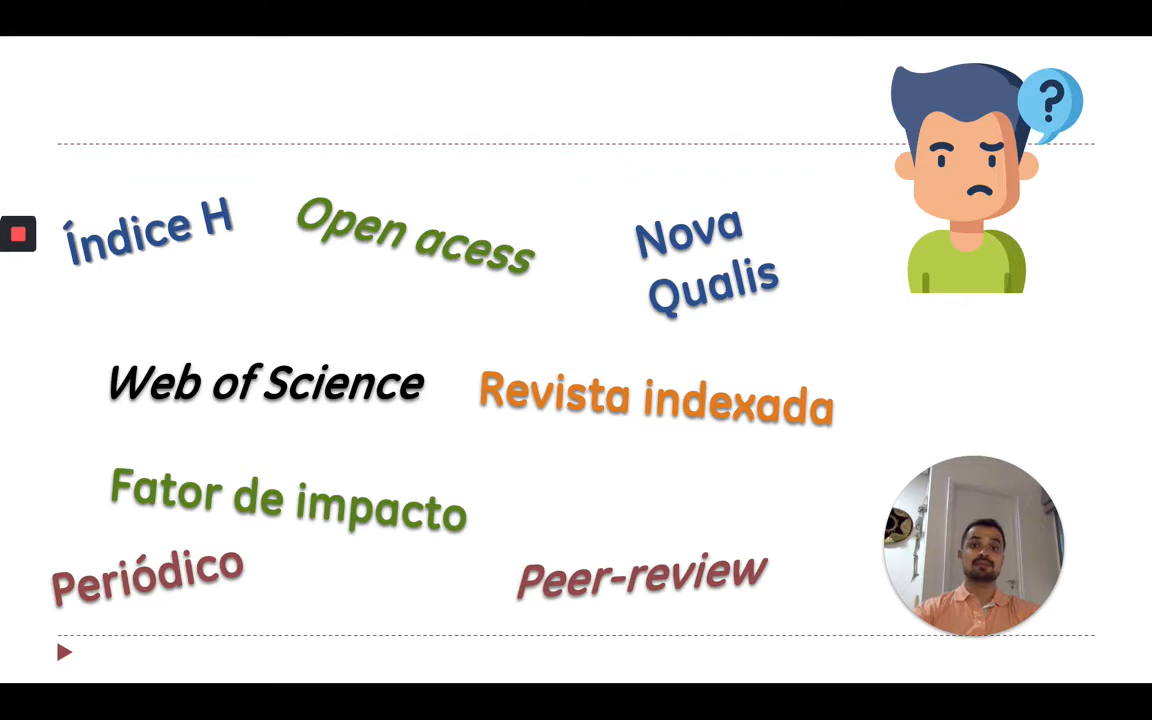 ?
Índice H
Open acess
Nova
Qualis
Web of Science
Revista indexada
Fator de impacto
Periódico
Peer-review